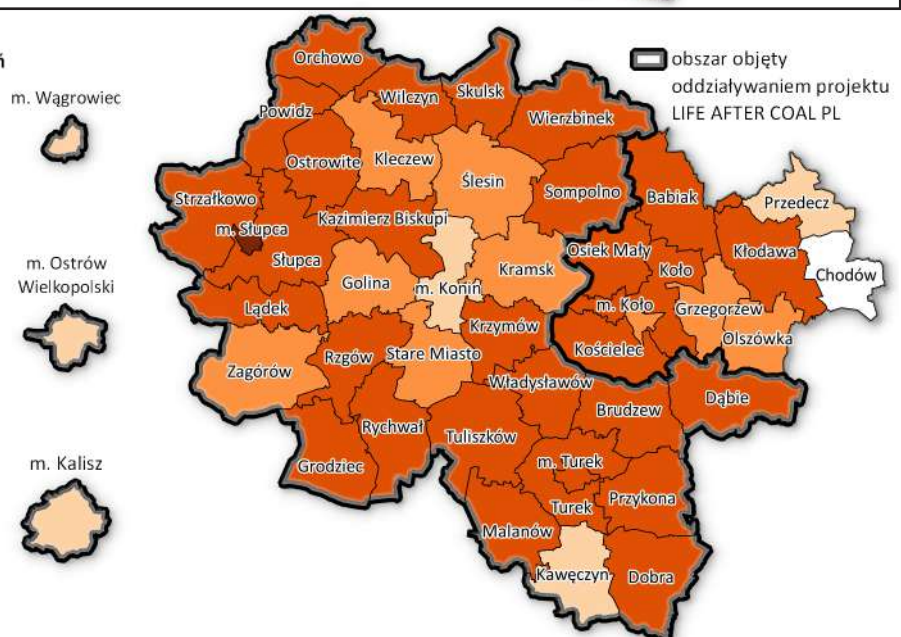 ń
m. Wągrowiec
m. Ostrów
Wielkopolski
m. Kalisz
obszar objęty
oddziaływaniem projektu
LIFE AFTER COAL PL
Orchowo
Powidz
Wilczyn
Skulsk
Wierzbinek
Ostrowite
Kleczew
Ślesin
Sompolno
Strzałkowo
m. Słupca
Słupca
Kazimierz Biskupi
Babiak
Przedecz
Osiek Mały
Kłodawa
Chodów
Koło
Golina
m. Konin
Kramsk
Lądek
m. Koło
Grzegorzew
Olszówka
Krzymów
Kościelec
Zagórów
Rzgów
Stare Miasto
Władysławów
Brudzew
Dąbie
Rychwał
Tuliszków
Grodziec
m. Turek
Turek
Przykona
Malanów
Kawęczyn
Dobra